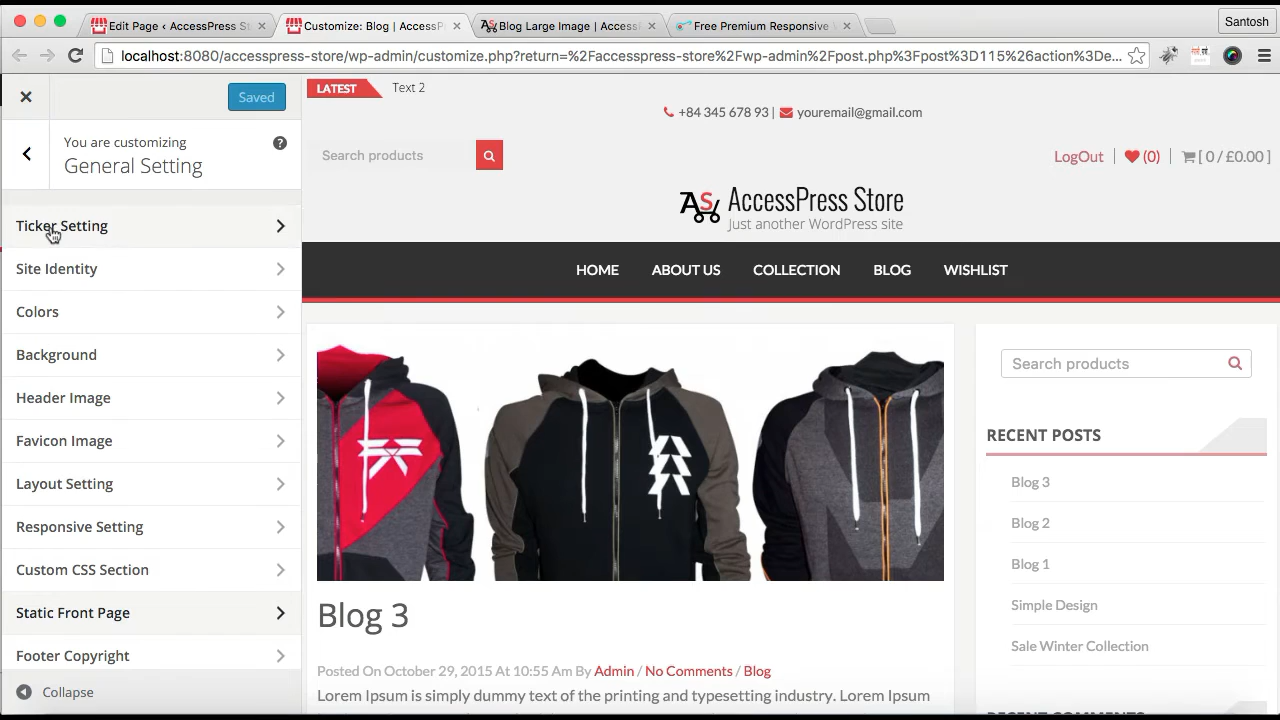 Edit Page ‹ AccessPress St
Customize: Blog | AccessP
Blog Large Image | Access
Free Premium Responsive
Santosh
localhost:8080/accesspress-store/wp-admin/customize.php?return=%2Faccesspress-store%2Fwp-admin%2Fpost.php%3Fpost%3D115%26action%3De...
Saved
You are customizing
General Setting
Ticker Setting
Site Identity
Colors
Background
Header Image
Favicon Image
Layout Setting
Responsive Setting
Custom CSS Section
Static Front Page
Footer Copyright
Collapse
LATEST Text 2
+84 345 678 93 | youremail@gmail.com
Search products
LogOut (0) [ 0 / £0.00 ]
AS AccessPress Store
Just another WordPress site
HOME ABOUT US COLLECTION BLOG WISHLIST
Blog 3
Posted On October 29, 2015 At 10:55 Am By Admin / No Comments / Blog
Lorem Ipsum is simply dummy text of the printing and typesetting industry. Lorem Ipsum
Search products
RECENT POSTS
Blog 3
Blog 2
Blog 1
Simple Design
Sale Winter Collection
RECENT COMMENTS